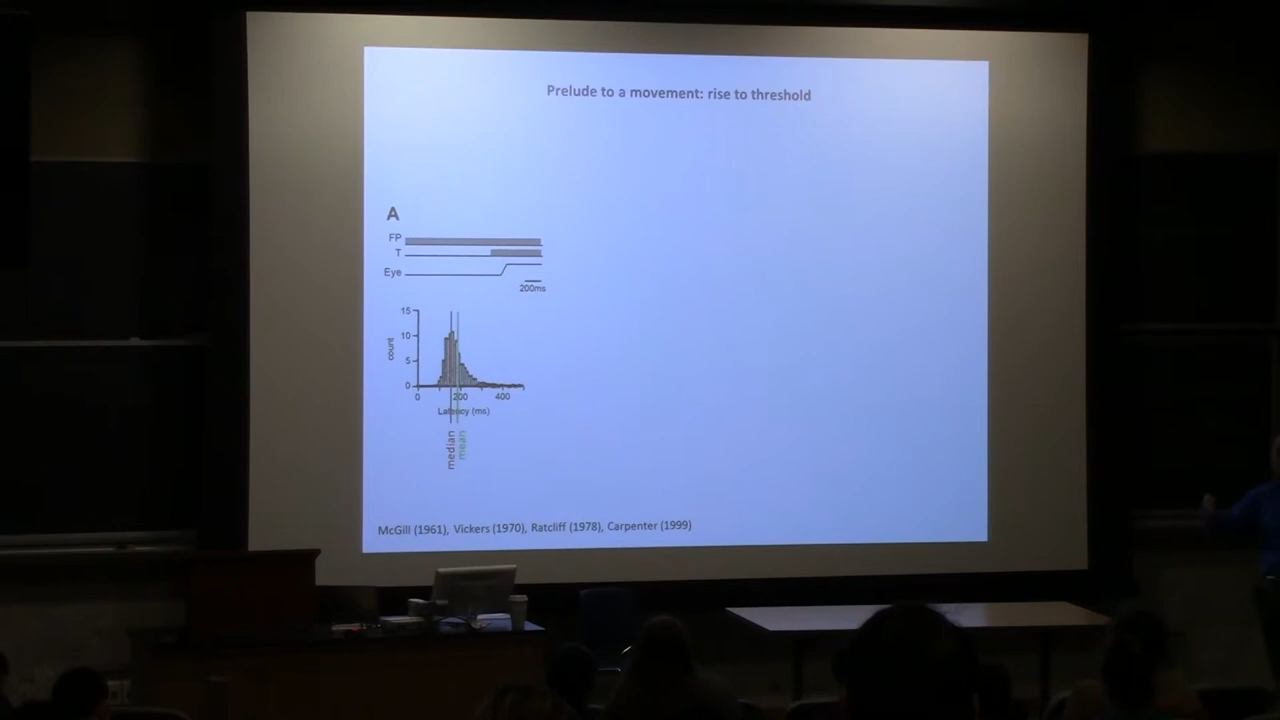 Prelude to a movement: rise to threshold
A
FP
T
Eye
200ms
15
10
5
0
count
0 200 400
Latency (ms)
median
mean
McGill (1961), Vickers (1970), Ratcliff (1978), Carpenter (1999)